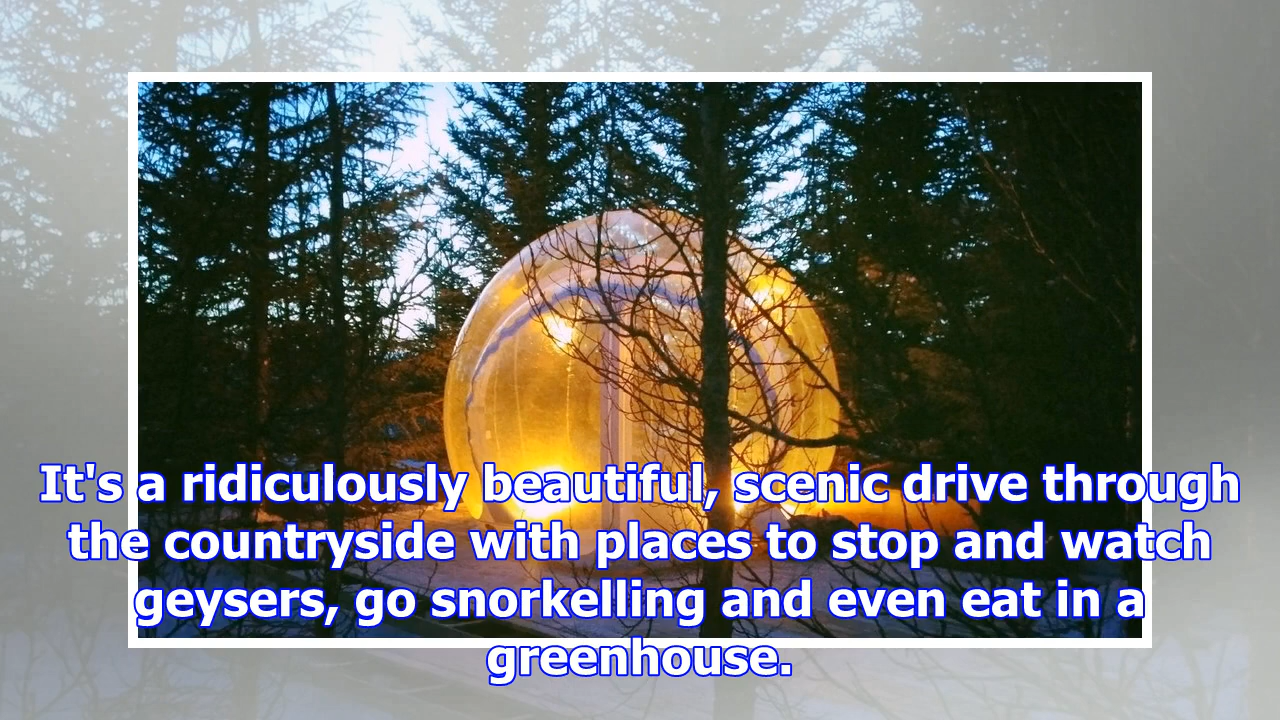 It's a ridiculously beautiful, scenic drive through
the countryside with places to stop and watch
geysers, go snorkelling and even eat in a
greenhouse.